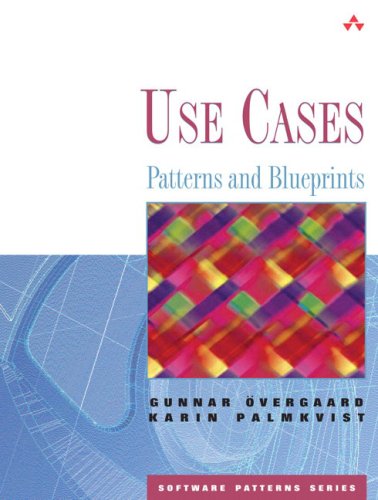 USE CASES
Patterns and Blueprints
GUNNAR ÖVERGAARD
KARIN PALMKVIST
SOFTWARE PATTERNS SERIES